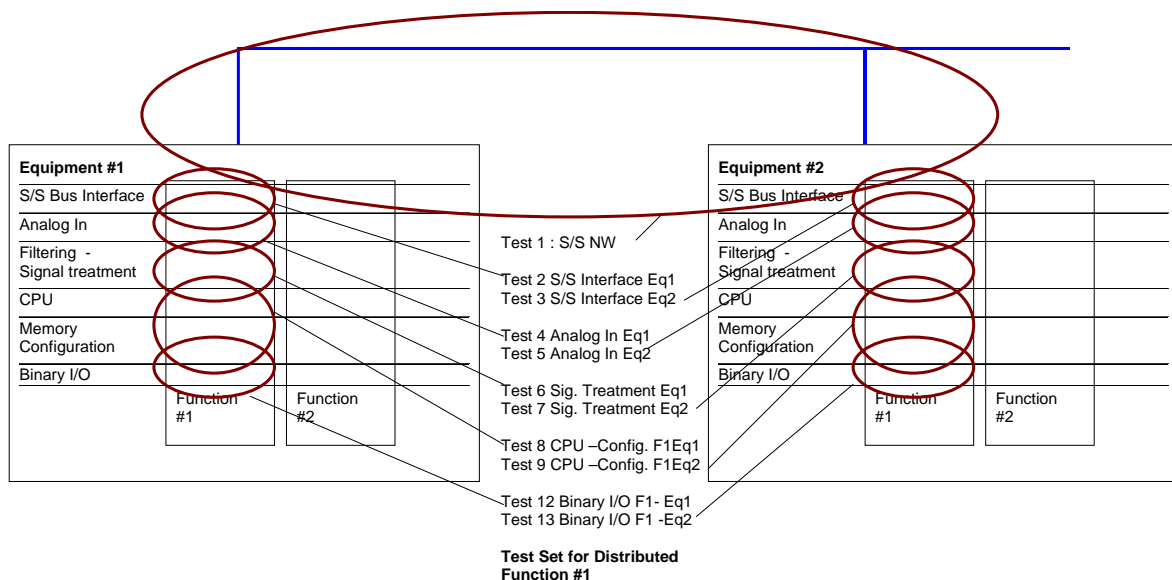 Equipment #1
S/S Bus Interface
Analog In
Filtering -
Signal treatment
CPU
Memory
Configuration
Binary I/O
Function
#1
Function
#2
Test 1 : S/S NW
Test 2 S/S Interface Eq1
Test 3 S/S Interface Eq2
Test 4 Analog In Eq1
Test 5 Analog In Eq2
Test 6 Sig. Treatment Eq1
Test 7 Sig. Treatment Eq2
Test 8 CPU –Config. F1Eq1
Test 9 CPU –Config. F1Eq2
Test 12 Binary I/O F1- Eq1
Test 13 Binary I/O F1 -Eq2
Test Set for Distributed
Function #1
Equipment #2
S/S Bus Interface
Analog In
Filtering -
Signal treatment
CPU
Memory
Configuration
Binary I/O
Function
#1
Function
#2